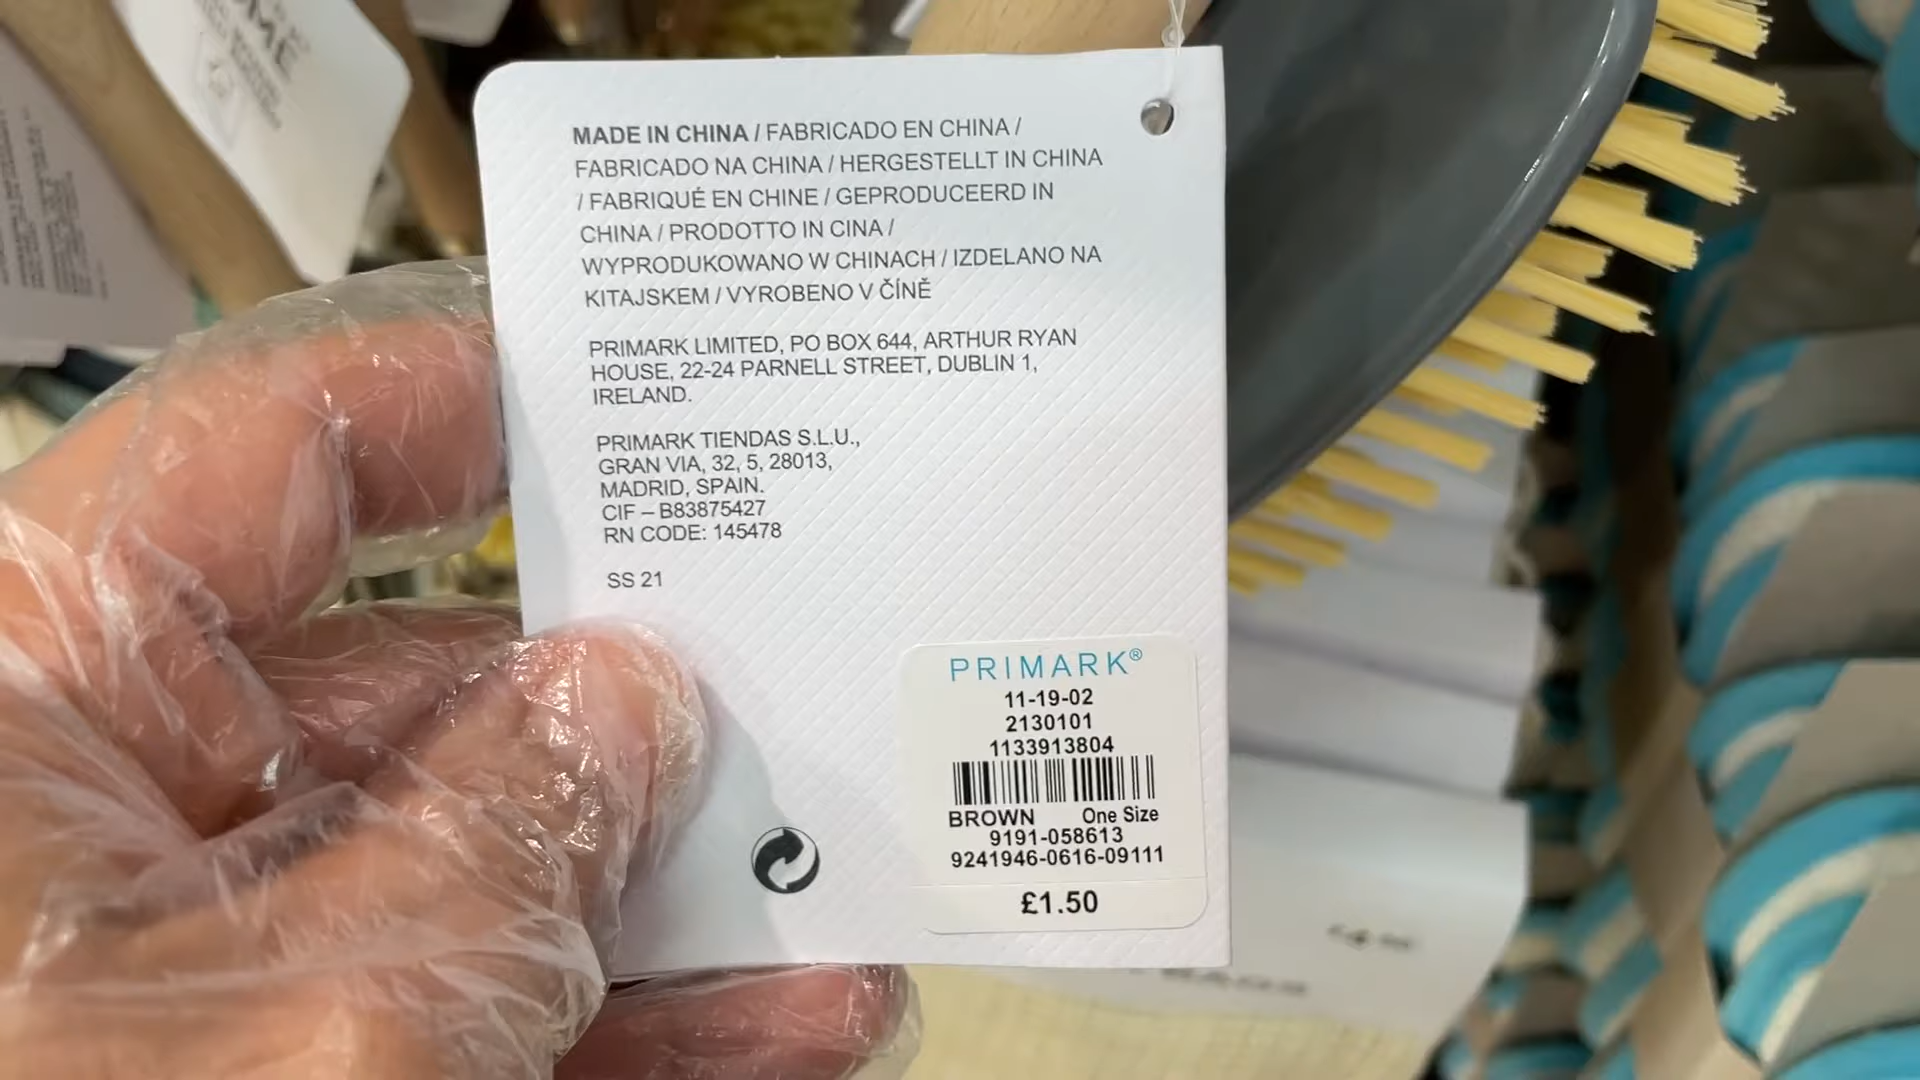 MADE IN CHINA / FABRICADO EN CHINA /
FABRICADO NA CHINA / HERGESTELLT IN CHINA
/ FABRIQUÉ EN CHINE / GEPRODUCEERD IN
CHINA / PRODOTTO IN CINA /
WYPRODUKOWANO W CHINACH / IZDELANO NA
KITAJSKEM / VYROBENO V ČÍNĚ
PRIMARK LIMITED, PO BOX 644, ARTHUR RYAN
HOUSE, 22-24 PARNELL STREET, DUBLIN 1,
IRELAND.
PRIMARK TIENDAS S.L.U.,
GRAN VIA, 32, 5, 28013,
MADRID, SPAIN.
CIF – B83875427
RN CODE: 145478
SS 21
PRIMARK®
11-19-02
2130101
1133913804
BROWN One Size
9191-058613
9241946-0616-09111
£1.50